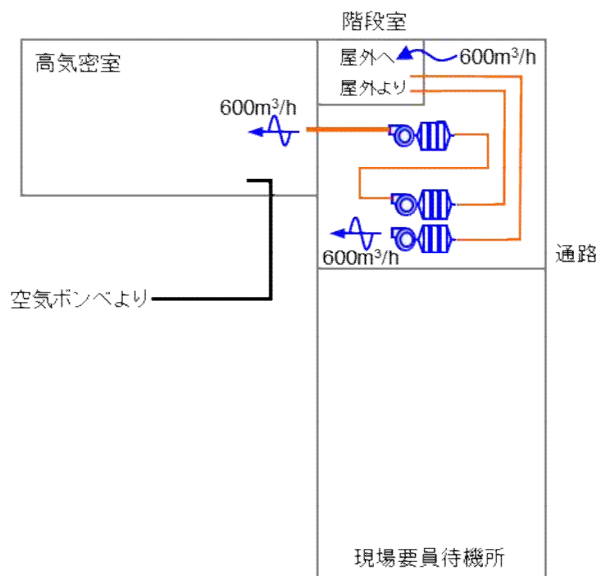 階段室
高気密室
屋外へ
600m³/h
屋外より
600m³/h
600m³/h
通路
空気ボンベより
現場要員待機所